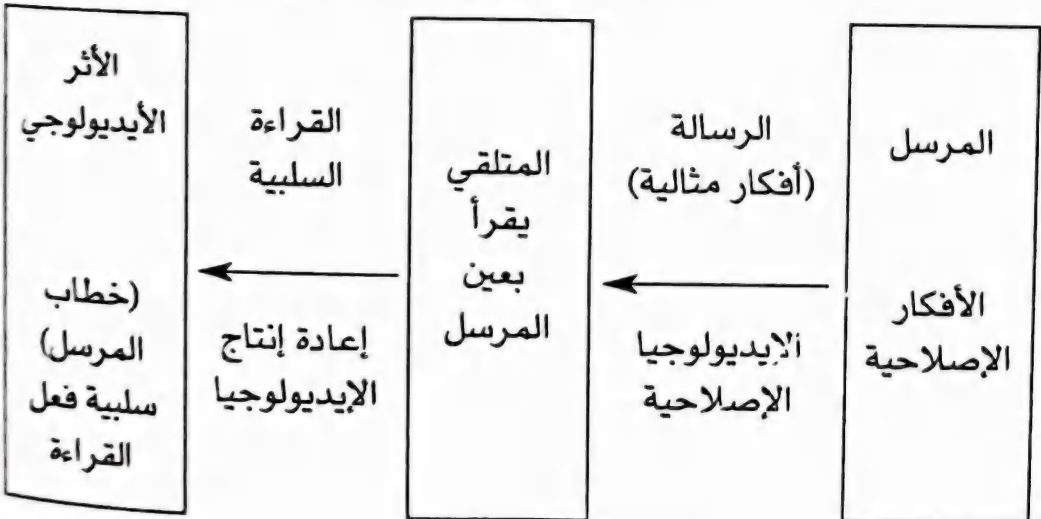 المرسل
الأفكار
الإصلاحية
الرسالة
(أفكار مثالية)
الإيديولوجيا
الإصلاحية
المتلقي
يقرأ
بعين
المرسل
القراءة
السلبية
إعادة إنتاج
الإيديولوجيا
الأثر
الأيديولوجي
(خطاب
المرسل)
سلبية فعل
القراءة